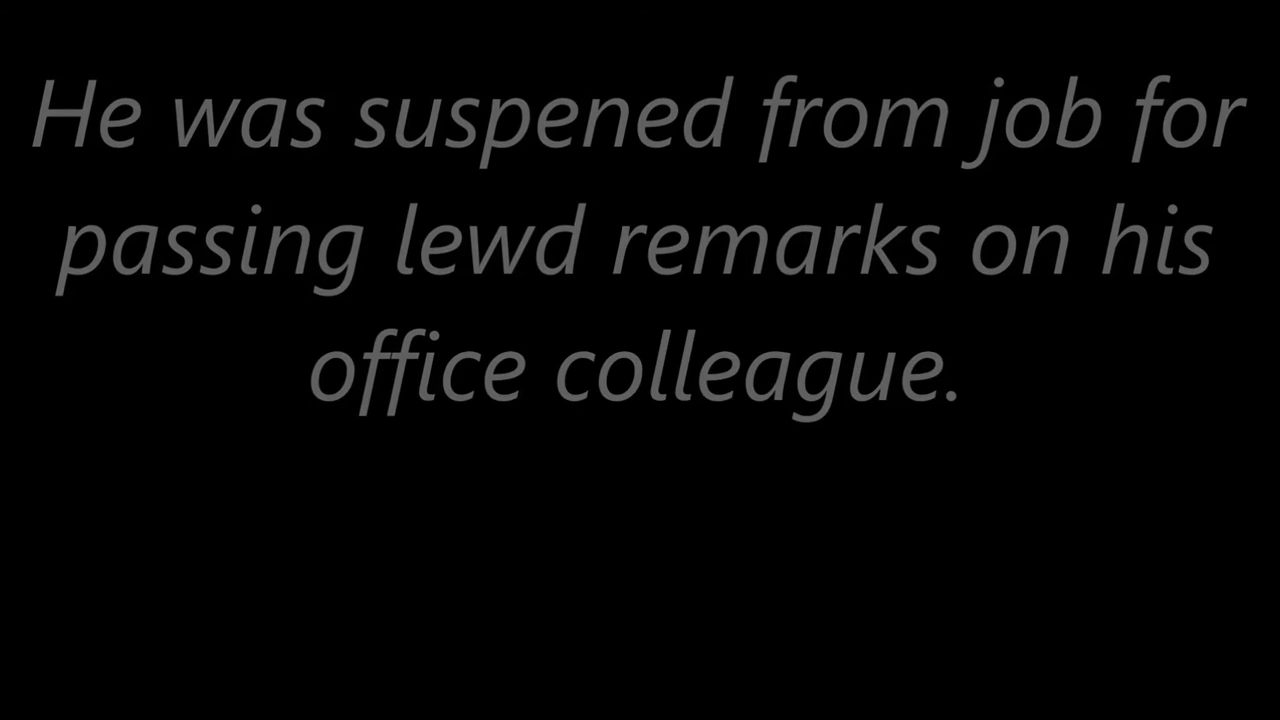 He was suspened from job for
passing lewd remarks on his
office colleague.